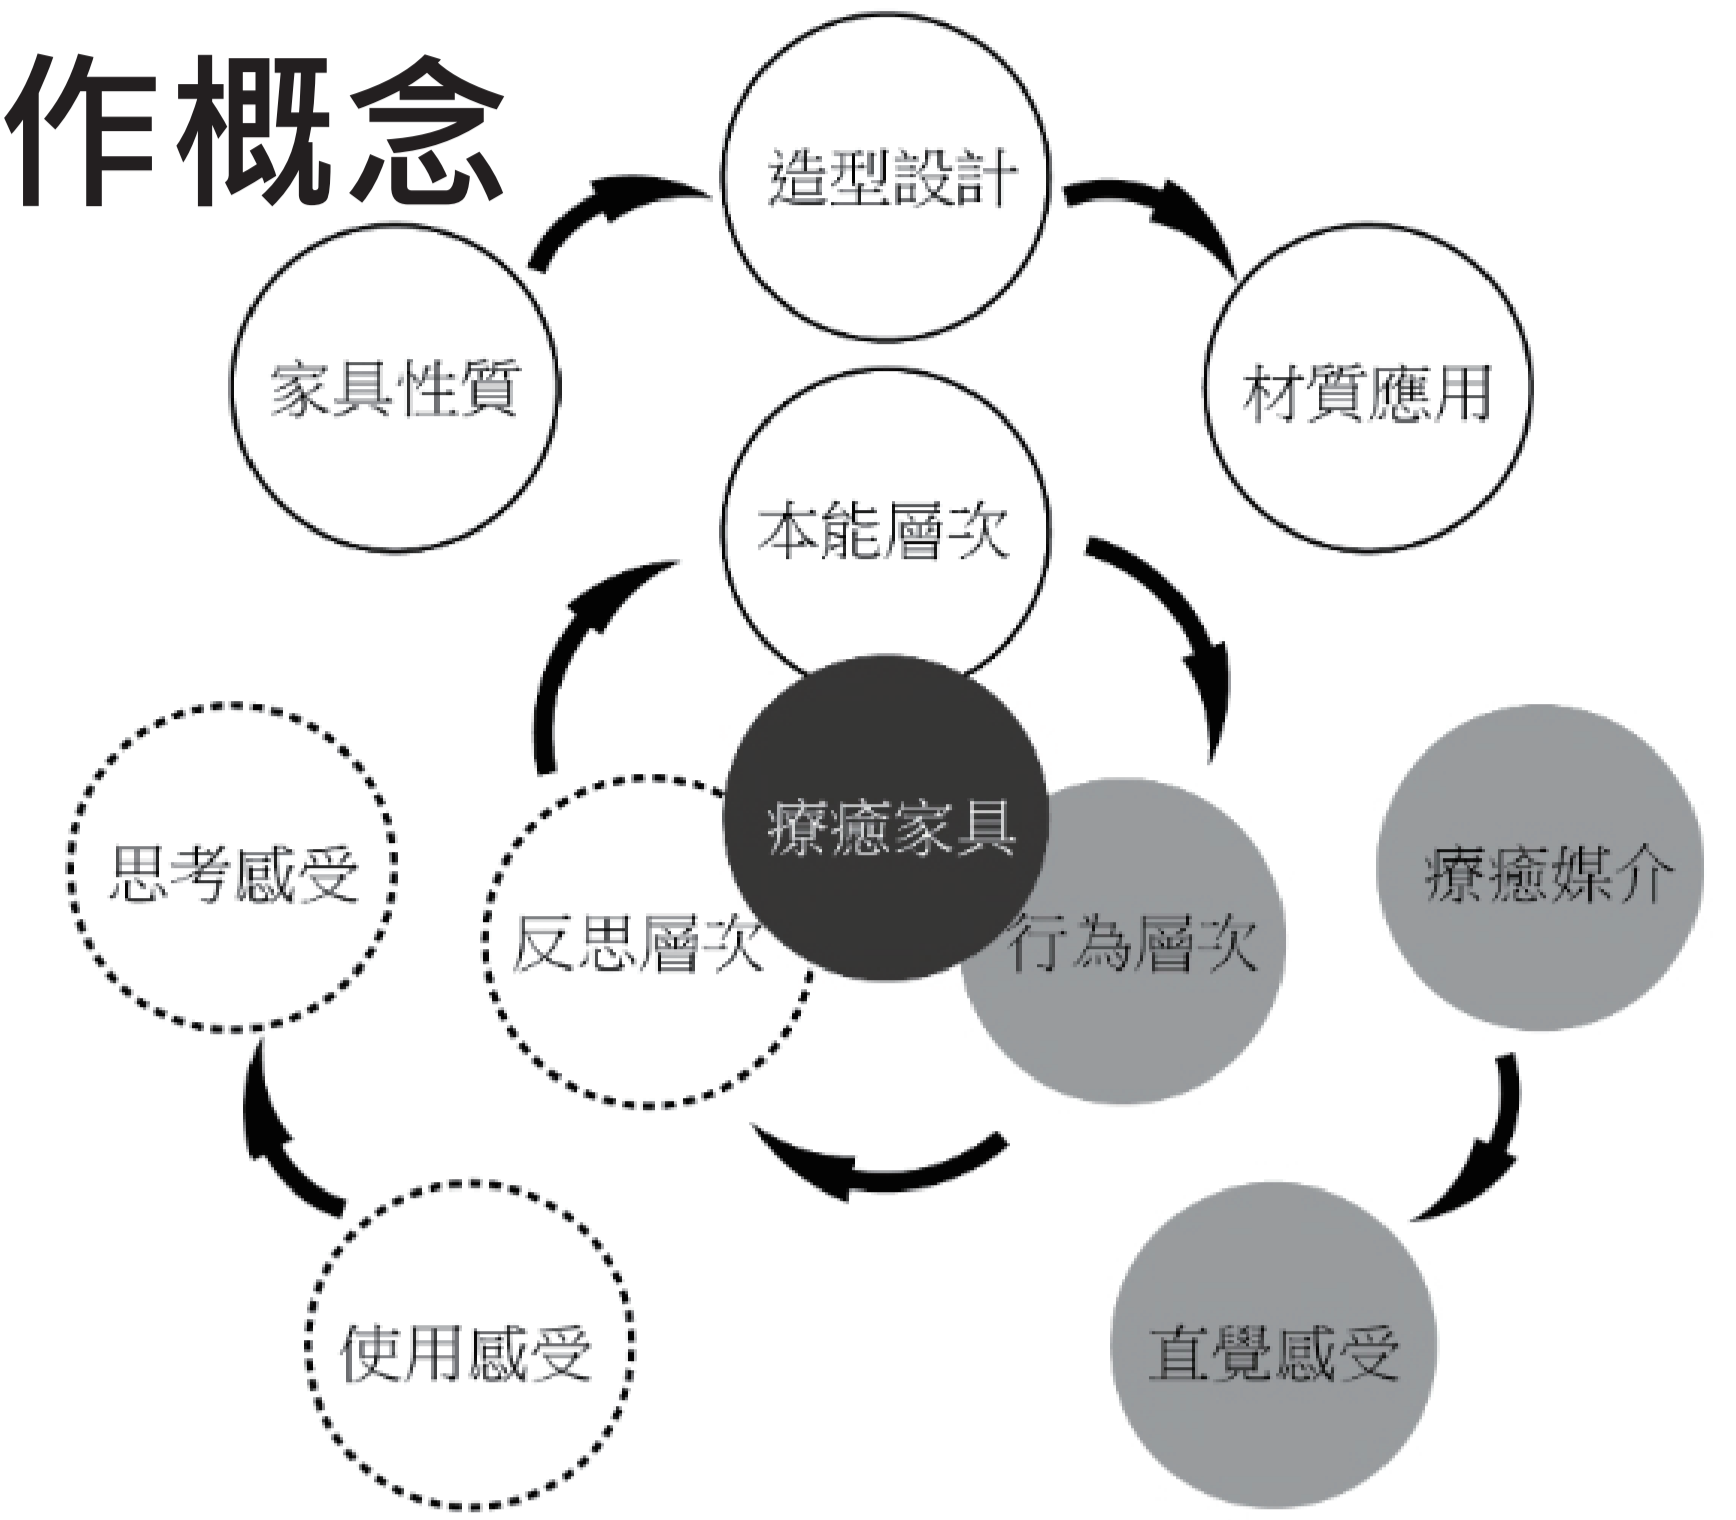 作概念
造型設計
家具性質
材質應用
本能層次
療癒家具
思考感受
反思層次
行為層次
療癒媒介
使用感受
直覺感受